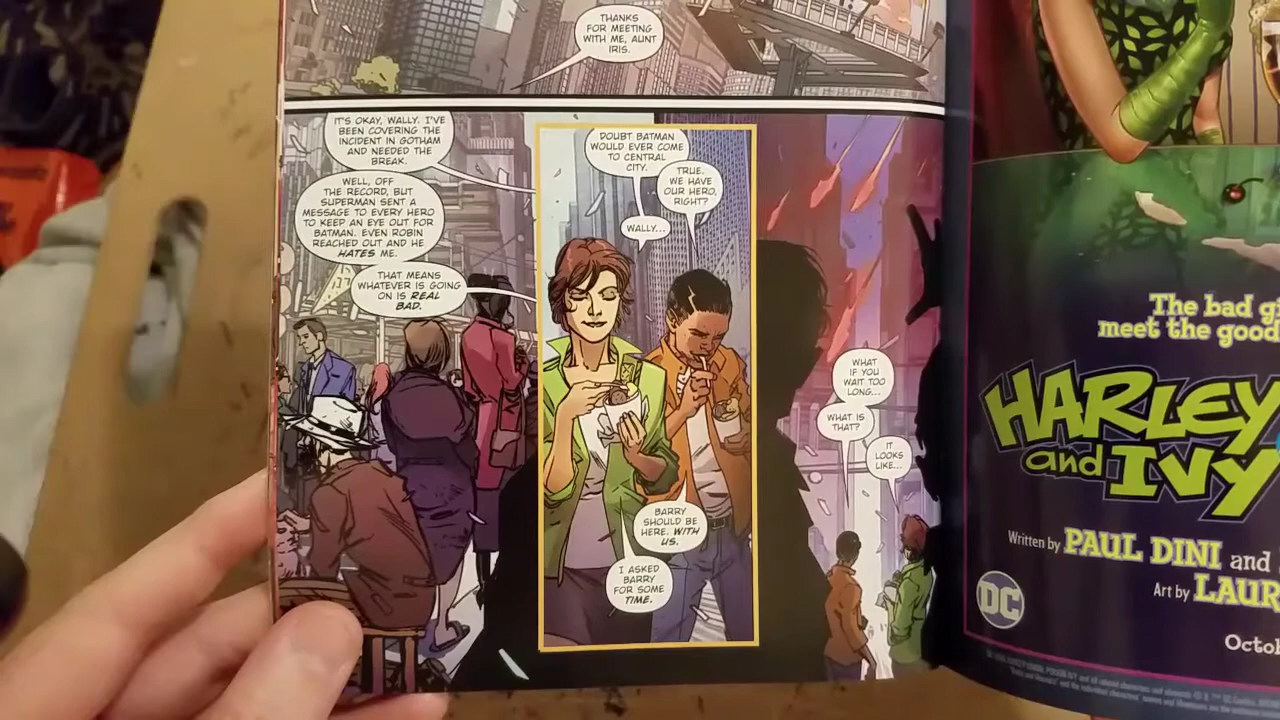 THANKS
FOR MEETING
WITH ME, AUNT
IRIS.
IT'S OKAY, WALLY. I'VE
BEEN COVERING THE
INCIDENT IN GOTHAM
AND NEEDED THE
BREAK.
WELL, OFF
THE RECORD, BUT
SUPERMAN SENT A
MESSAGE TO EVERY HERO
TO KEEP AN EYE OUT FOR
BATMAN. EVEN ROBIN
REACHED OUT AND HE
HATES ME.
THAT MEANS
WHATEVER IS GOING
ON IS REAL
BAD.
DOUBT BATMAN
WOULD EVER COME
TO CENTRAL
CITY.
TRUE.
WE HAVE
OUR HERO,
RIGHT?
WALLY...
BARRY
SHOULD BE
HERE. WITH
US.
I ASKED
BARRY
FOR SOME
TIME.
WHAT
IF YOU
WAIT TOO
LONG...
WHAT IS
THAT?
IT
LOOKS
LIKE...
The bad
meet the good
HARLEY
and IVY
Written by PAUL DINI and
Art by
DC